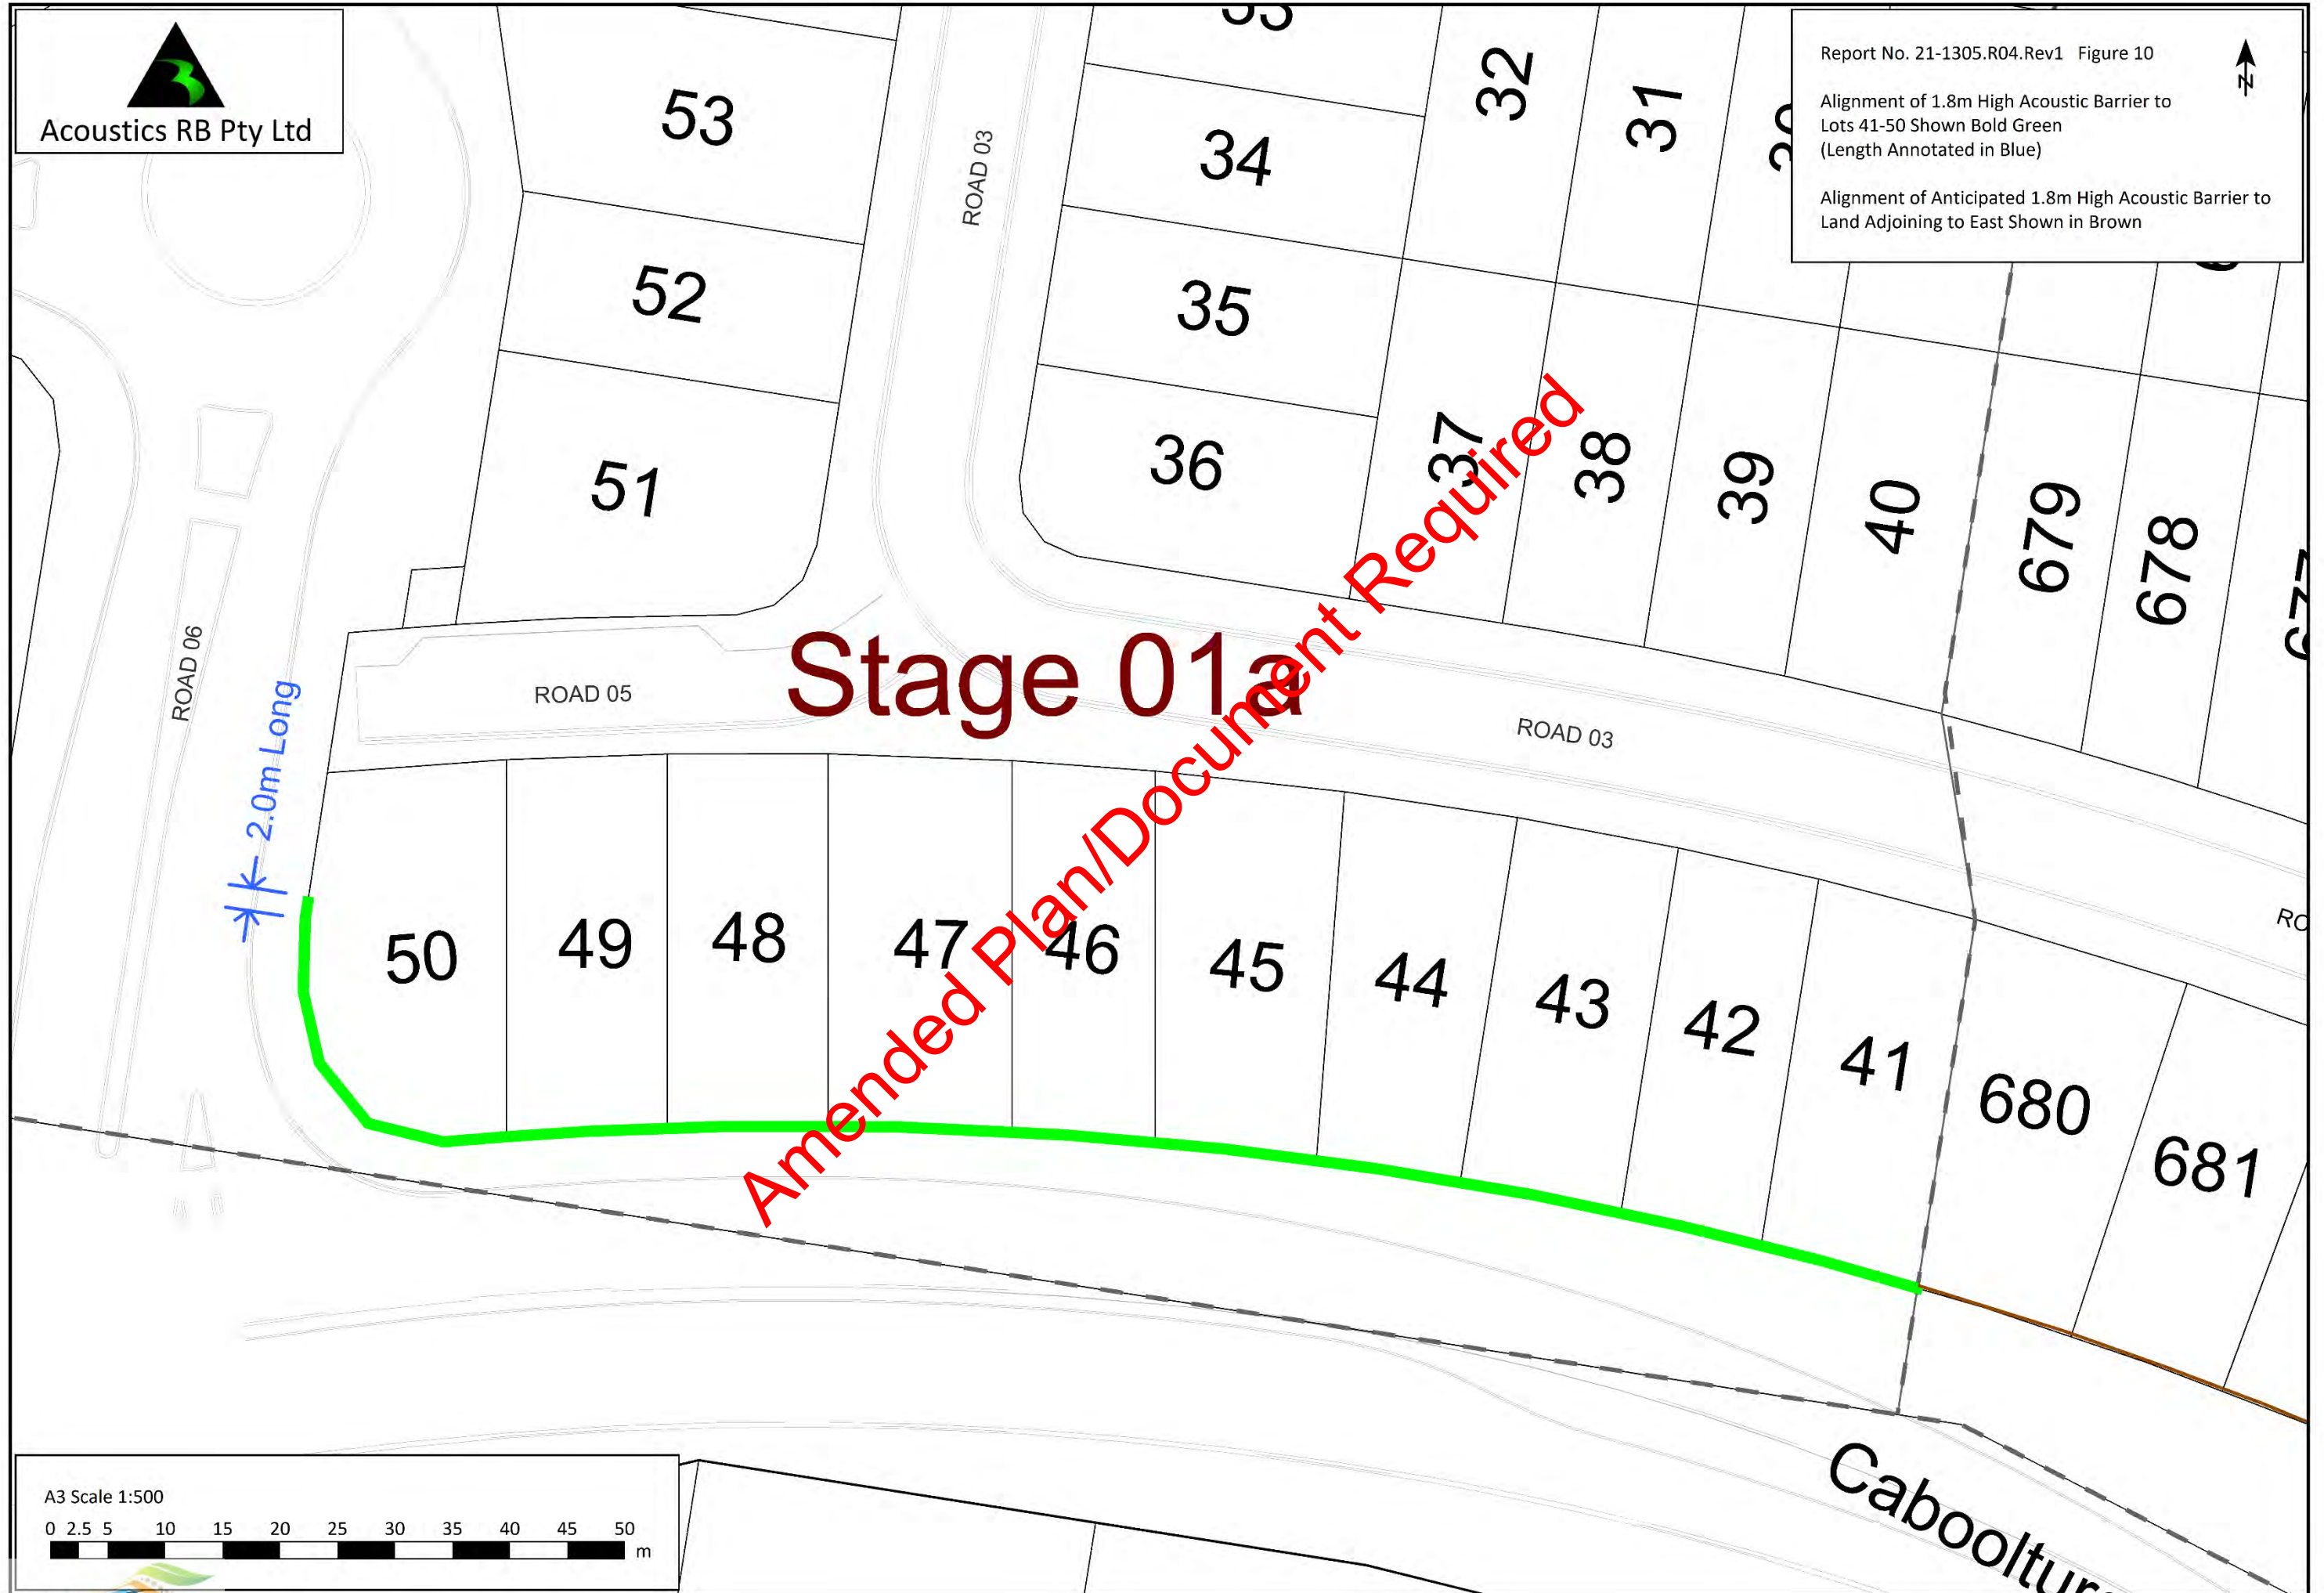 Acoustics RB Pty Ltd
Report No. 21-1305.R04.Rev1 Figure 10
N
Alignment of 1.8m High Acoustic Barrier to
Lots 41-50 Shown Bold Green
(Length Annotated in Blue)
Alignment of Anticipated 1.8m High Acoustic Barrier to
Land Adjoining to East Shown in Brown
53
52
51
ROAD 03
34
35
36
32
31
37
38
39
40
679
678
ROAD 06
2.0m Long
ROAD 05
Stage 01a
ROAD 03
Amended Plan/Document Required
50
49
48
47
46
45
44
43
42
41
680
681
A3 Scale 1:500
0 2.5 5 10 15 20 25 30 35 40 45 50
m